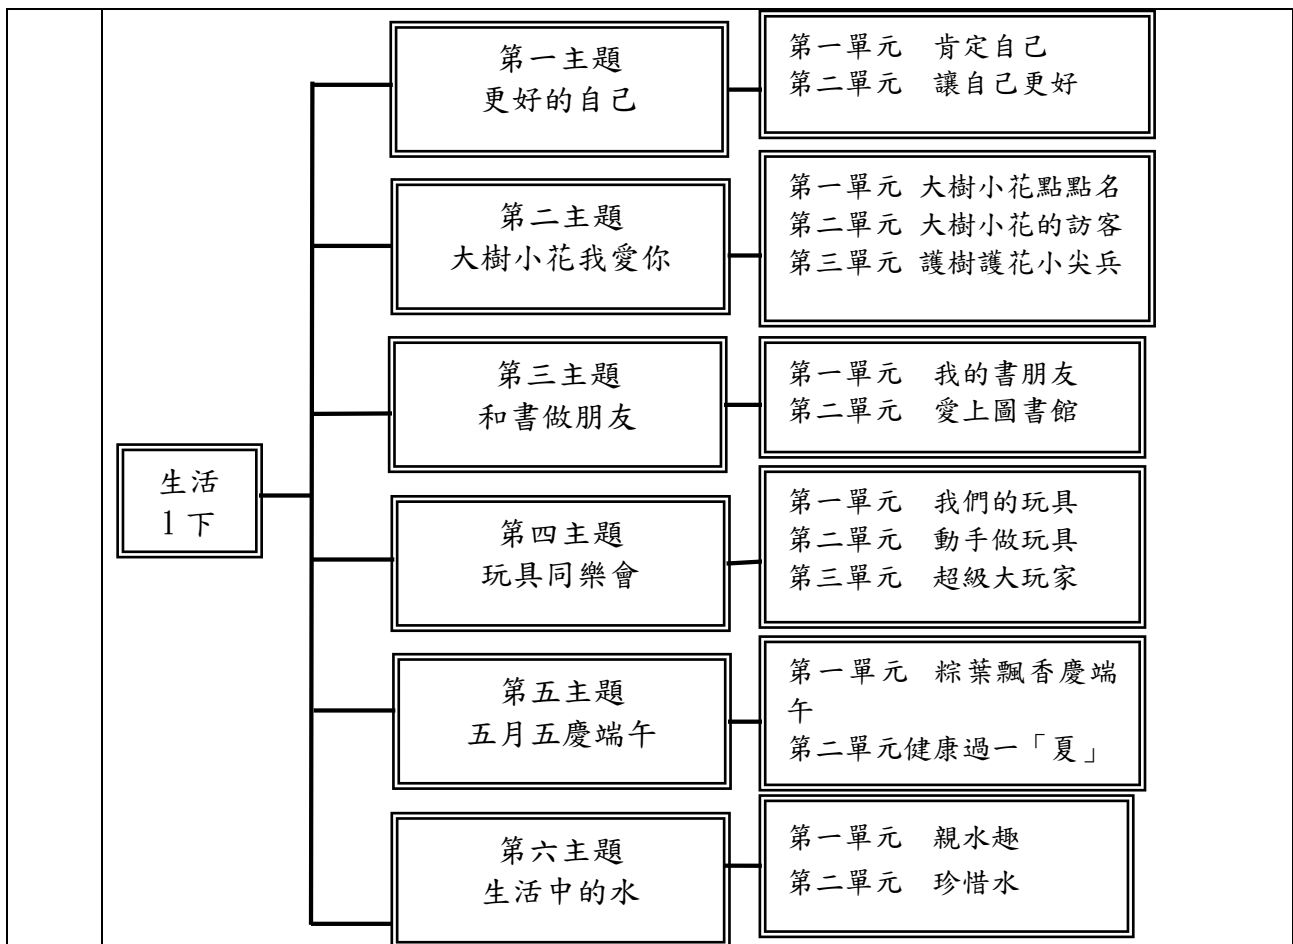 生活
1下
第一主題
更好的自己
第一單元 肯定自己
第二單元 讓自己更好
第二主題
大樹小花我愛你
第一單元 大樹小花點點名
第二單元 大樹小花的訪客
第三單元 護樹護花小尖兵
第三主題
和書做朋友
第一單元 我的書朋友
第二單元 愛上圖書館
第四主題
玩具同樂會
第一單元 我們的玩具
第二單元 動手做玩具
第三單元 超級大玩家
第五主題
五月五慶端午
第一單元 粽葉飄香慶端
午
第二單元健康過一「夏」
第六主題
生活中的水
第一單元 親水趣
第二單元 珍惜水